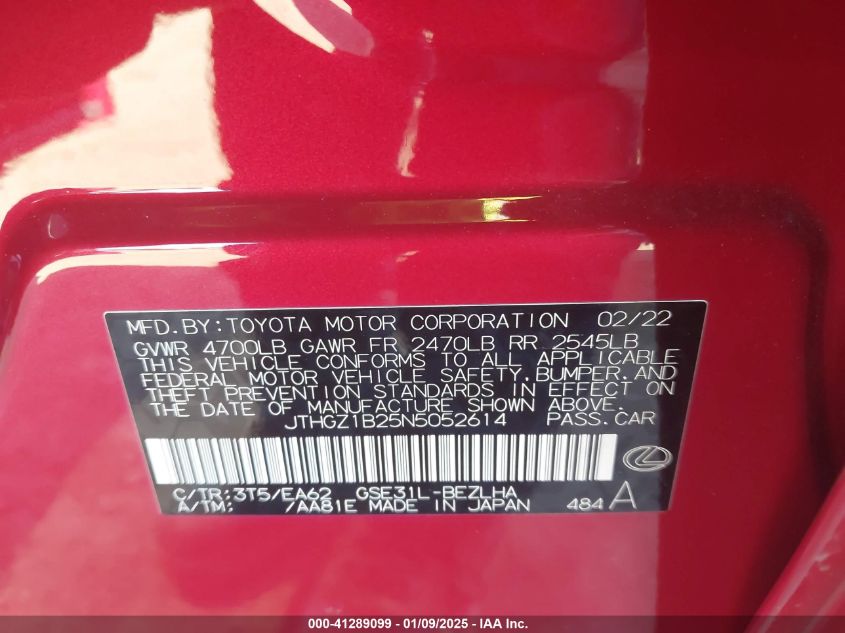 MFD.BY:TOYOTA MOTOR CORPORATION 02/22
GVWR 4700LB GAWR FR 2470LB RR 2545LB
THIS VEHICLE CONFORMS TO ALL APPLICABLE
FEDERAL MOTOR VEHICLE SAFETY,BUMPER,AND
THEFT PREVENTION STANDARDS IN EFFECT ON
THE DATE OF MANUFACTURE SHOWN ABOVE.
JTHGZ1B25N5052614 PASS.CAR
C/TR:3T5/EA62 GSE31L-BEZLHA
A/TM: /AA81E MADE IN JAPAN 484 A
000-41289099 - 01/09/2025 - IAA Inc.